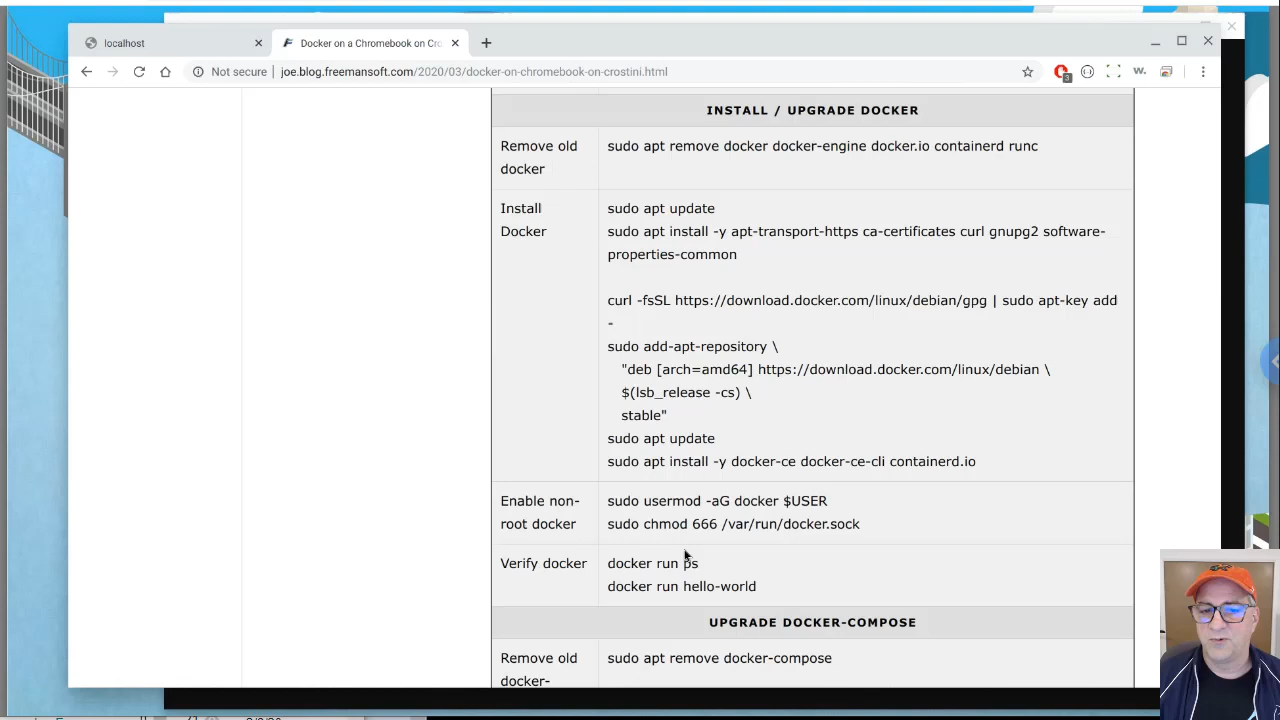 localhost
Docker on a Chromebook on Cro
Not secure | joe.blog.freemansoft.com/2020/03/docker-on-chromebook-on-crostini.html
3
W.
INSTALL / UPGRADE DOCKER
Remove old
docker
sudo apt remove docker docker-engine docker.io containerd runc
Install
Docker
sudo apt update
sudo apt install -y apt-transport-https ca-certificates curl gnupg2 software-
properties-common
curl -fsSL https://download.docker.com/linux/debian/gpg | sudo apt-key add
-
sudo add-apt-repository \
"deb [arch=amd64] https://download.docker.com/linux/debian \
$(lsb_release -cs) \
stable"
sudo apt update
sudo apt install -y docker-ce docker-ce-cli containerd.io
Enable non-
root docker
sudo usermod -aG docker $USER
sudo chmod 666 /var/run/docker.sock
Verify docker
docker run ps
docker run hello-world
UPGRADE DOCKER-COMPOSE
Remove old
docker-
sudo apt remove docker-compose